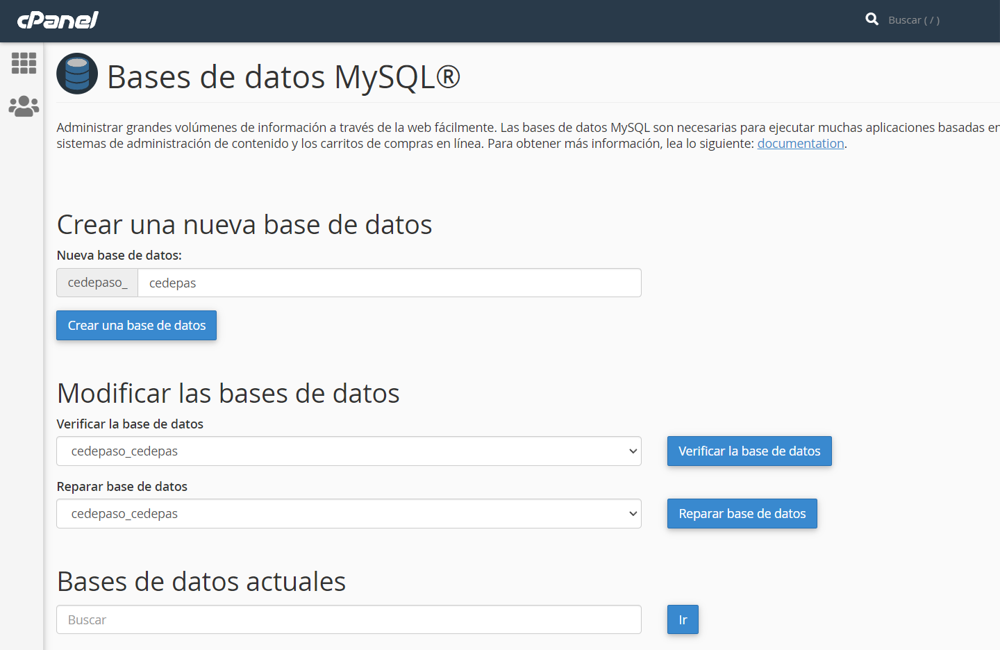 cPanel
Buscar ( / )
Bases de datos MySQL®
Administrar grandes volúmenes de información a través de la web fácilmente. Las bases de datos MySQL son necesarias para ejecutar muchas aplicaciones basadas en
sistemas de administración de contenido y los carritos de compras en línea. Para obtener más información, lea lo siguiente: documentation.
Crear una nueva base de datos
Nueva base de datos:
cedepaso_ cedepas
Crear una base de datos
Modificar las bases de datos
Verificar la base de datos
cedepaso_cedepas
Verificar la base de datos
Reparar base de datos
cedepaso_cedepas
Reparar base de datos
Bases de datos actuales
Buscar
Ir